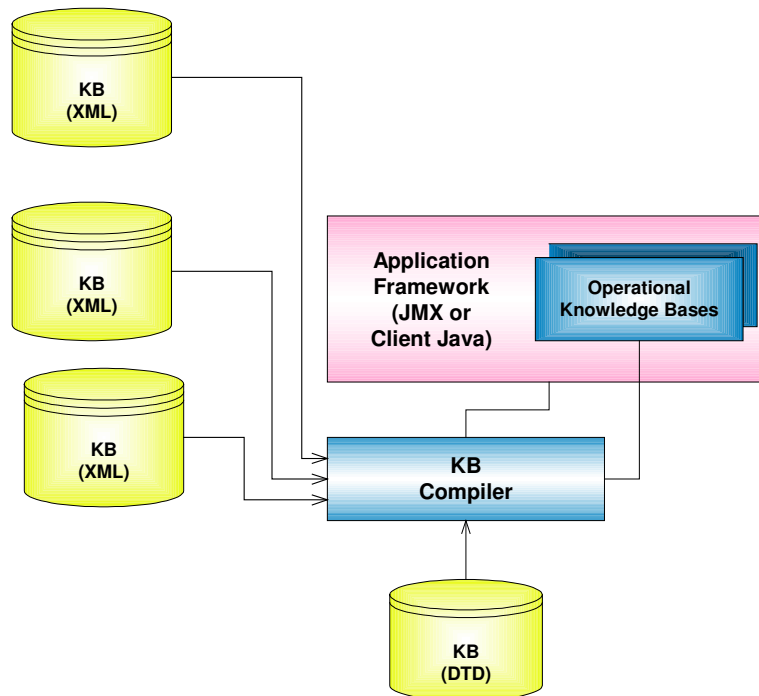 KB
(XML)
KB
(XML)
Application
Framework
(JMX or
Client Java)
Operational
Knowledge Bases
KB
(XML)
KB
Compiler
KB
(DTD)